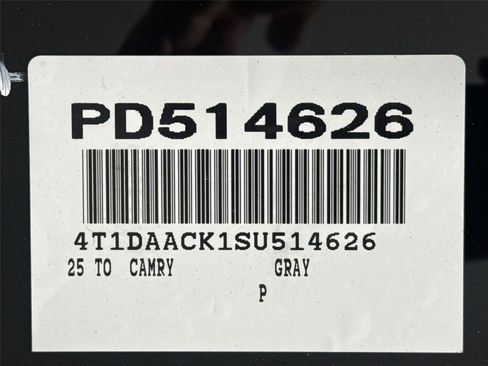 PD514626
4T1DAACK1SU514626
25 TO CAMRY GRAY
P